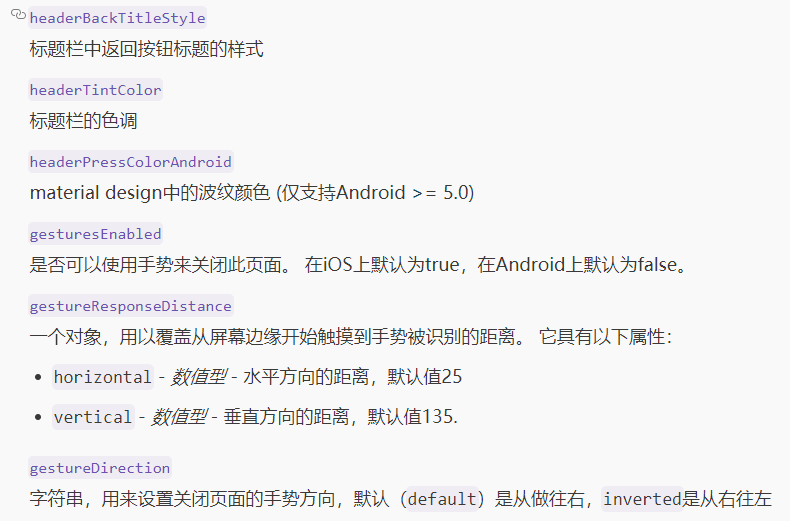 headerBackTitleStyle
标题栏中返回按钮标题的样式
headerTintColor
标题栏的色调
headerPressColorAndroid
material design中的波纹颜色 (仅支持Android >= 5.0)
gesturesEnabled
是否可以使用手势来关闭此页面。 在iOS上默认为true，在Android上默认为false。
gestureResponseDistance
一个对象，用以覆盖从屏幕边缘开始触摸到手势被识别的距离。 它具有以下属性：
• horizontal - 数值型 - 水平方向的距离，默认值25
• vertical - 数值型 - 垂直方向的距离，默认值135.
gestureDirection
字符串，用来设置关闭页面的手势方向，默认（default）是从做往右，inverted是从右往左